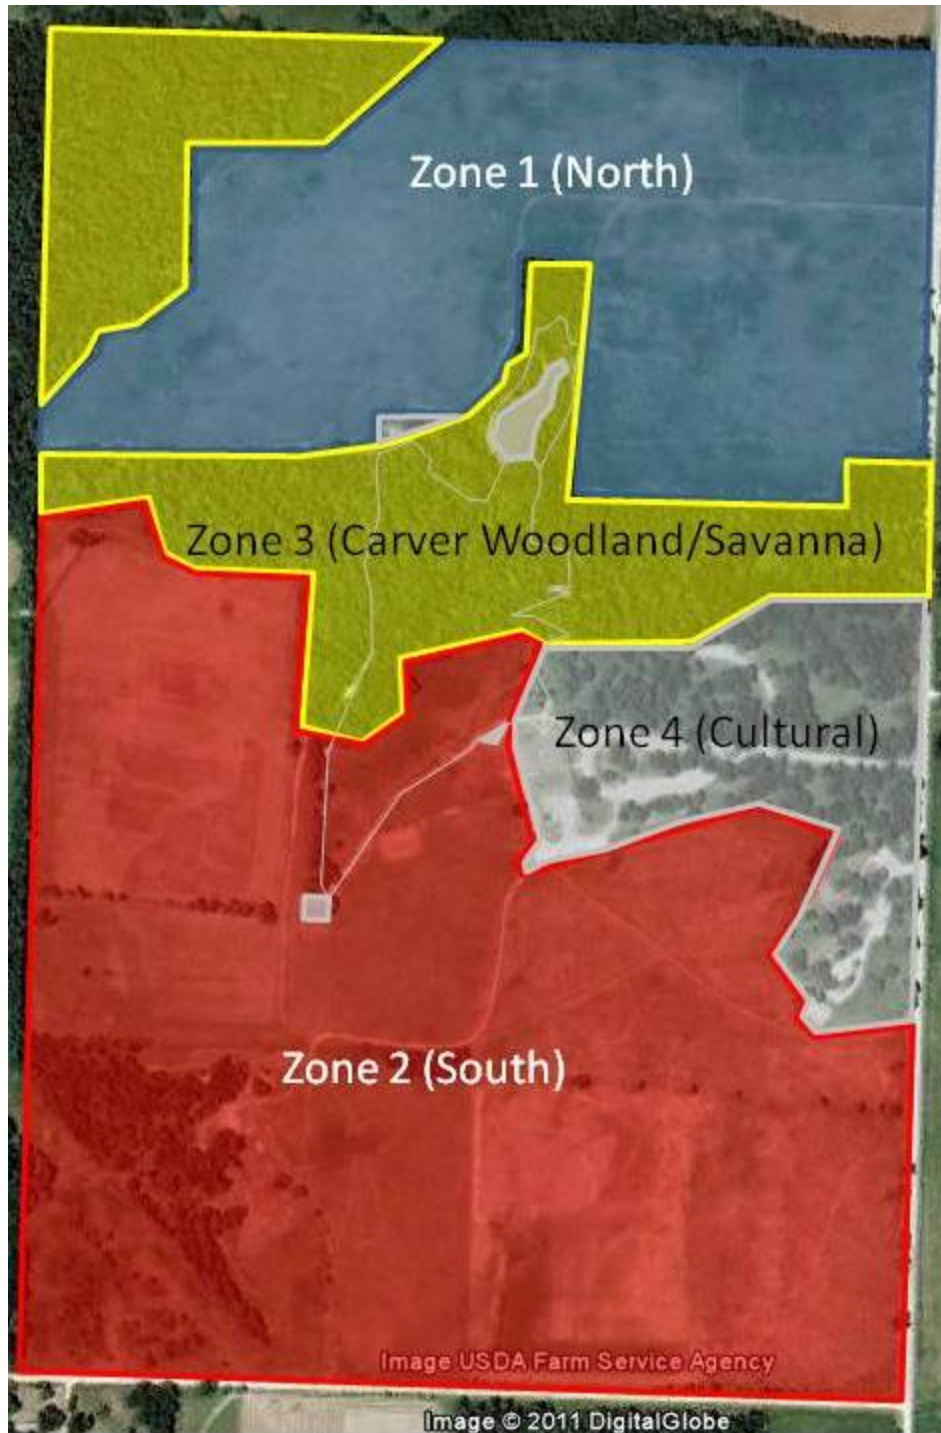 Zone 1 (North)
Zone 3 (Carver Woodland/Savanna)
Zone 4 (Cultural)
Zone 2 (South)
Image USDA Farm Service Agency
Image © 2011 DigitalGlobe